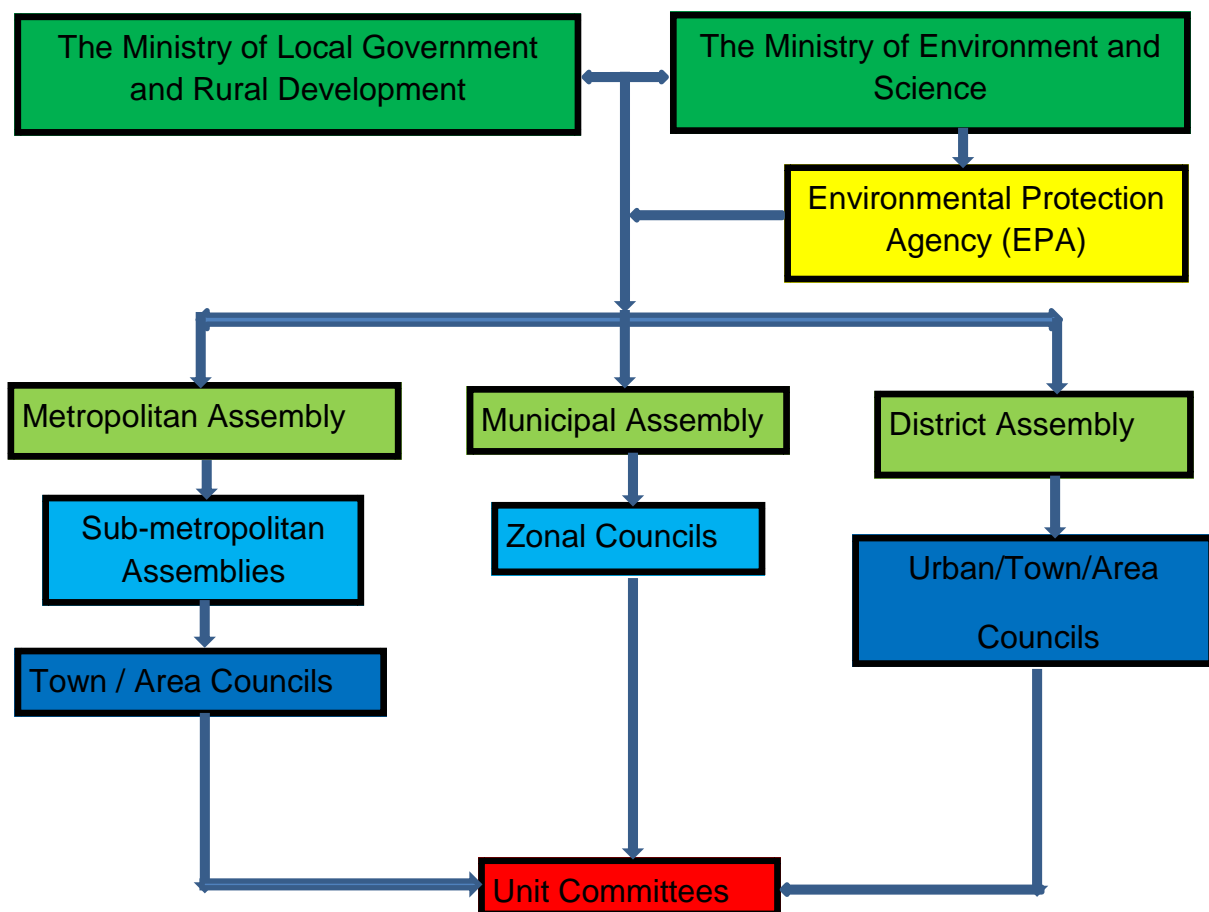 The Ministry of Local Government
and Rural Development
The Ministry of Environment and
Science
Environmental Protection
Agency (EPA)
Metropolitan Assembly
Municipal Assembly
District Assembly
Sub-metropolitan
Assemblies
Zonal Councils
Urban/Town/Area
Councils
Town / Area Councils
Unit Committees